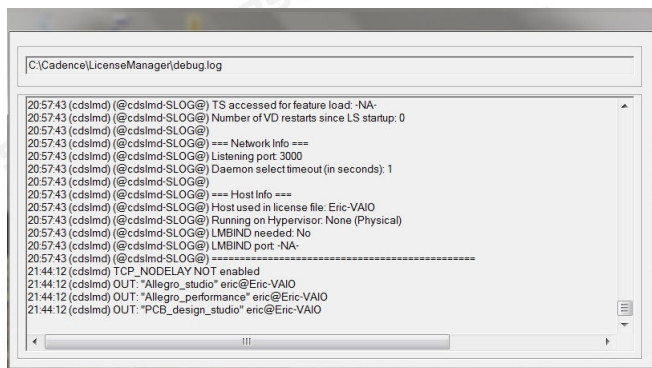 C:\Cadence\LicenseManager\debug.log
20:57:43 (cdslmd) (@cdslmd-SLOG@) TS accessed for feature load: -NA-
20:57:43 (cdslmd) (@cdslmd-SLOG@) Number of VD restarts since LS startup: 0
20:57:43 (cdslmd) (@cdslmd-SLOG@)
20:57:43 (cdslmd) (@cdslmd-SLOG@) === Network Info ===
20:57:43 (cdslmd) (@cdslmd-SLOG@) Listening port: 3000
20:57:43 (cdslmd) (@cdslmd-SLOG@) Daemon select timeout (in seconds): 1
20:57:43 (cdslmd) (@cdslmd-SLOG@)
20:57:43 (cdslmd) (@cdslmd-SLOG@) === Host Info ===
20:57:43 (cdslmd) (@cdslmd-SLOG@) Host used in license file: Eric-VAIO
20:57:43 (cdslmd) (@cdslmd-SLOG@) Running on Hypervisor: None (Physical)
20:57:43 (cdslmd) (@cdslmd-SLOG@) LMBIND needed: No
20:57:43 (cdslmd) (@cdslmd-SLOG@) LMBIND port: -NA-
20:57:43 (cdslmd) (@cdslmd-SLOG@) ===============================================
21:44:12 (cdslmd) TCP_NODELAY NOT enabled
21:44:12 (cdslmd) OUT: "Allegro_studio" eric@Eric-VAIO
21:44:12 (cdslmd) OUT: "Allegro_performance" eric@Eric-VAIO
21:44:12 (cdslmd) OUT: "PCB_design_studio" eric@Eric-VAIO